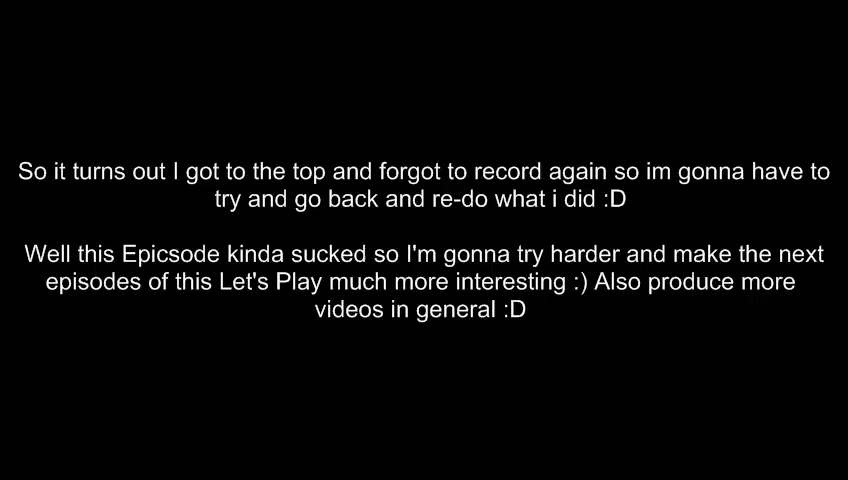 So it turns out I got to the top and forgot to record again so im gonna have to
try and go back and re-do what i did :D
Well this Epicsode kinda sucked so I'm gonna try harder and make the next
episodes of this Let's Play much more interesting :) Also produce more
videos in general :D